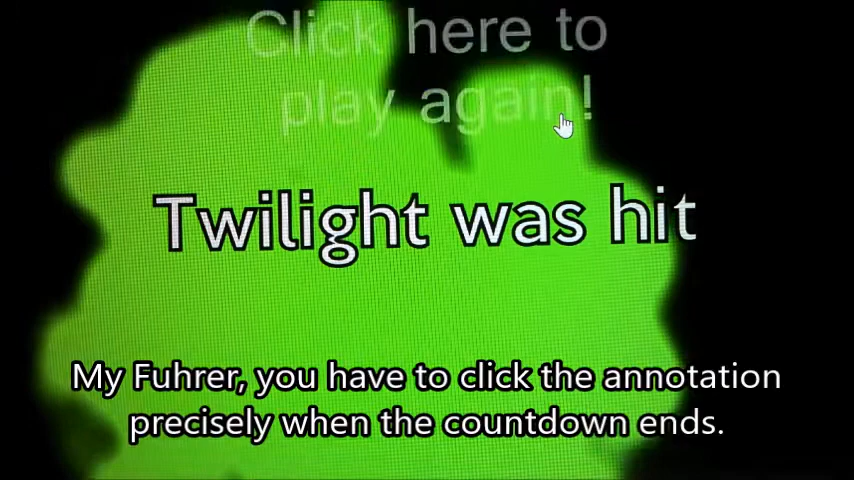 Click here to
play again!
Twilight was hit
My Fuhrer, you have to click the annotation
precisely when the countdown ends.